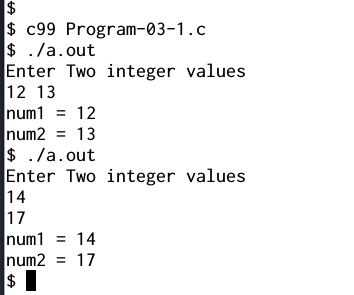 $
$ c99 Program-03-1.c
$ ./a.out
Enter Two integer values
12 13
num1 = 12
num2 = 13
$ ./a.out
Enter Two integer values
14
17
num1 = 14
num2 = 17
$